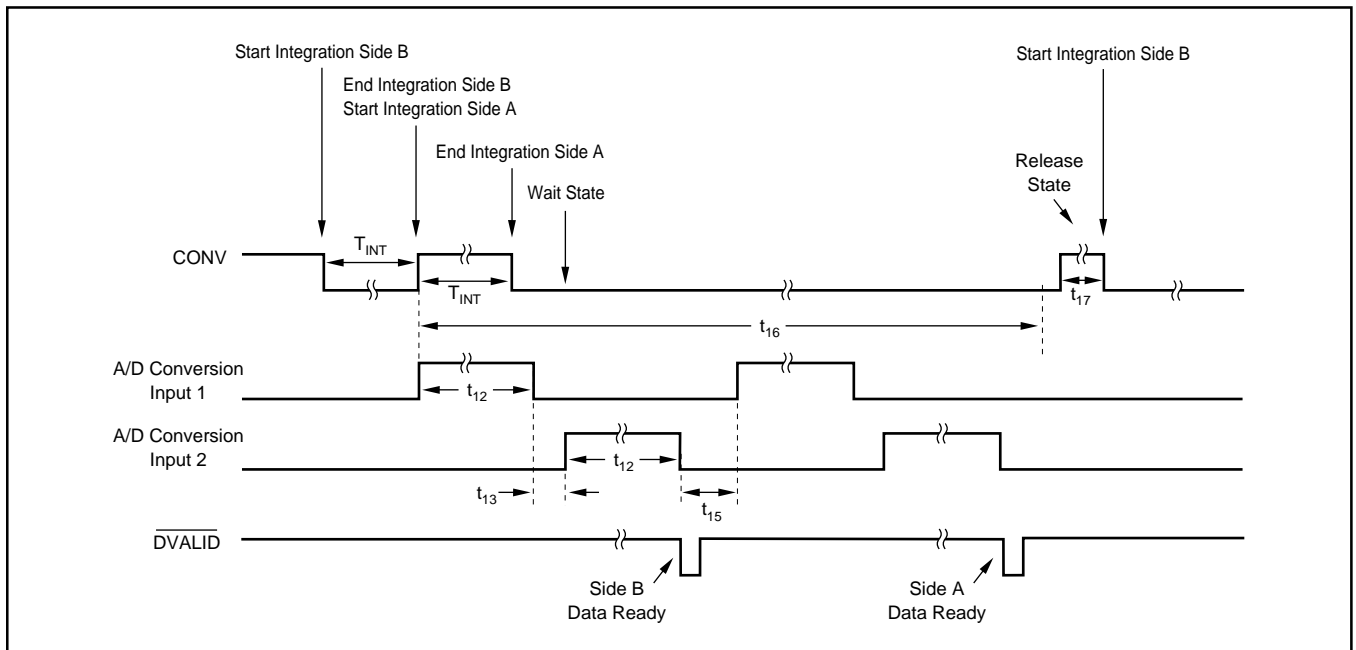 Start Integration Side B
Start Integration Side B
End Integration Side B
Start Integration Side A
End Integration Side A
Release
State
Wait State
CONV
TINT
TINT
t17
t16
A/D Conversion
Input 1
t12
A/D Conversion
Input 2
t12
t13
t15
DVALID
Side B
Data Ready
Side A
Data Ready